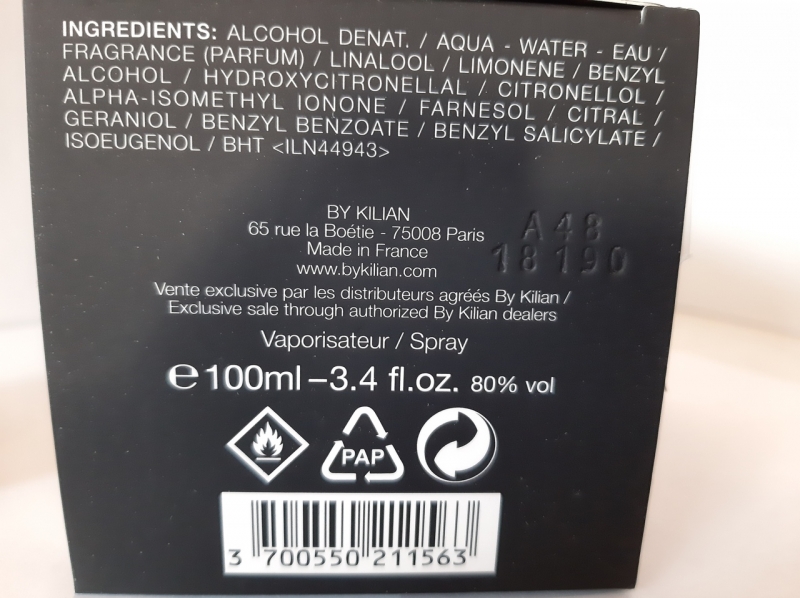 INGREDIENTS: ALCOHOL DENAT. / AQUA - WATER - EAU /
FRAGRANCE (PARFUM) / LINALOOL / LIMONENE / BENZYL
ALCOHOL / HYDROXYCITRONELLAL / CITRONELLOL /
ALPHA-ISOMETHYL IONONE / FARNESOL / CITRAL /
GERANIOL / BENZYL BENZOATE / BENZYL SALICYLATE /
ISOEUGENOL / BHT <ILN44943>
BY KILIAN
65 rue la Boétie - 75008 Paris
Made in France
www.bykilian.com
A48
18 190
Vente exclusive par les distributeurs agréés By Kilian /
Exclusive sale through authorized By Kilian dealers
Vaporisateur / Spray
℮100ml–3.4 fl.oz. 80% vol
PAP
3 700550 211563